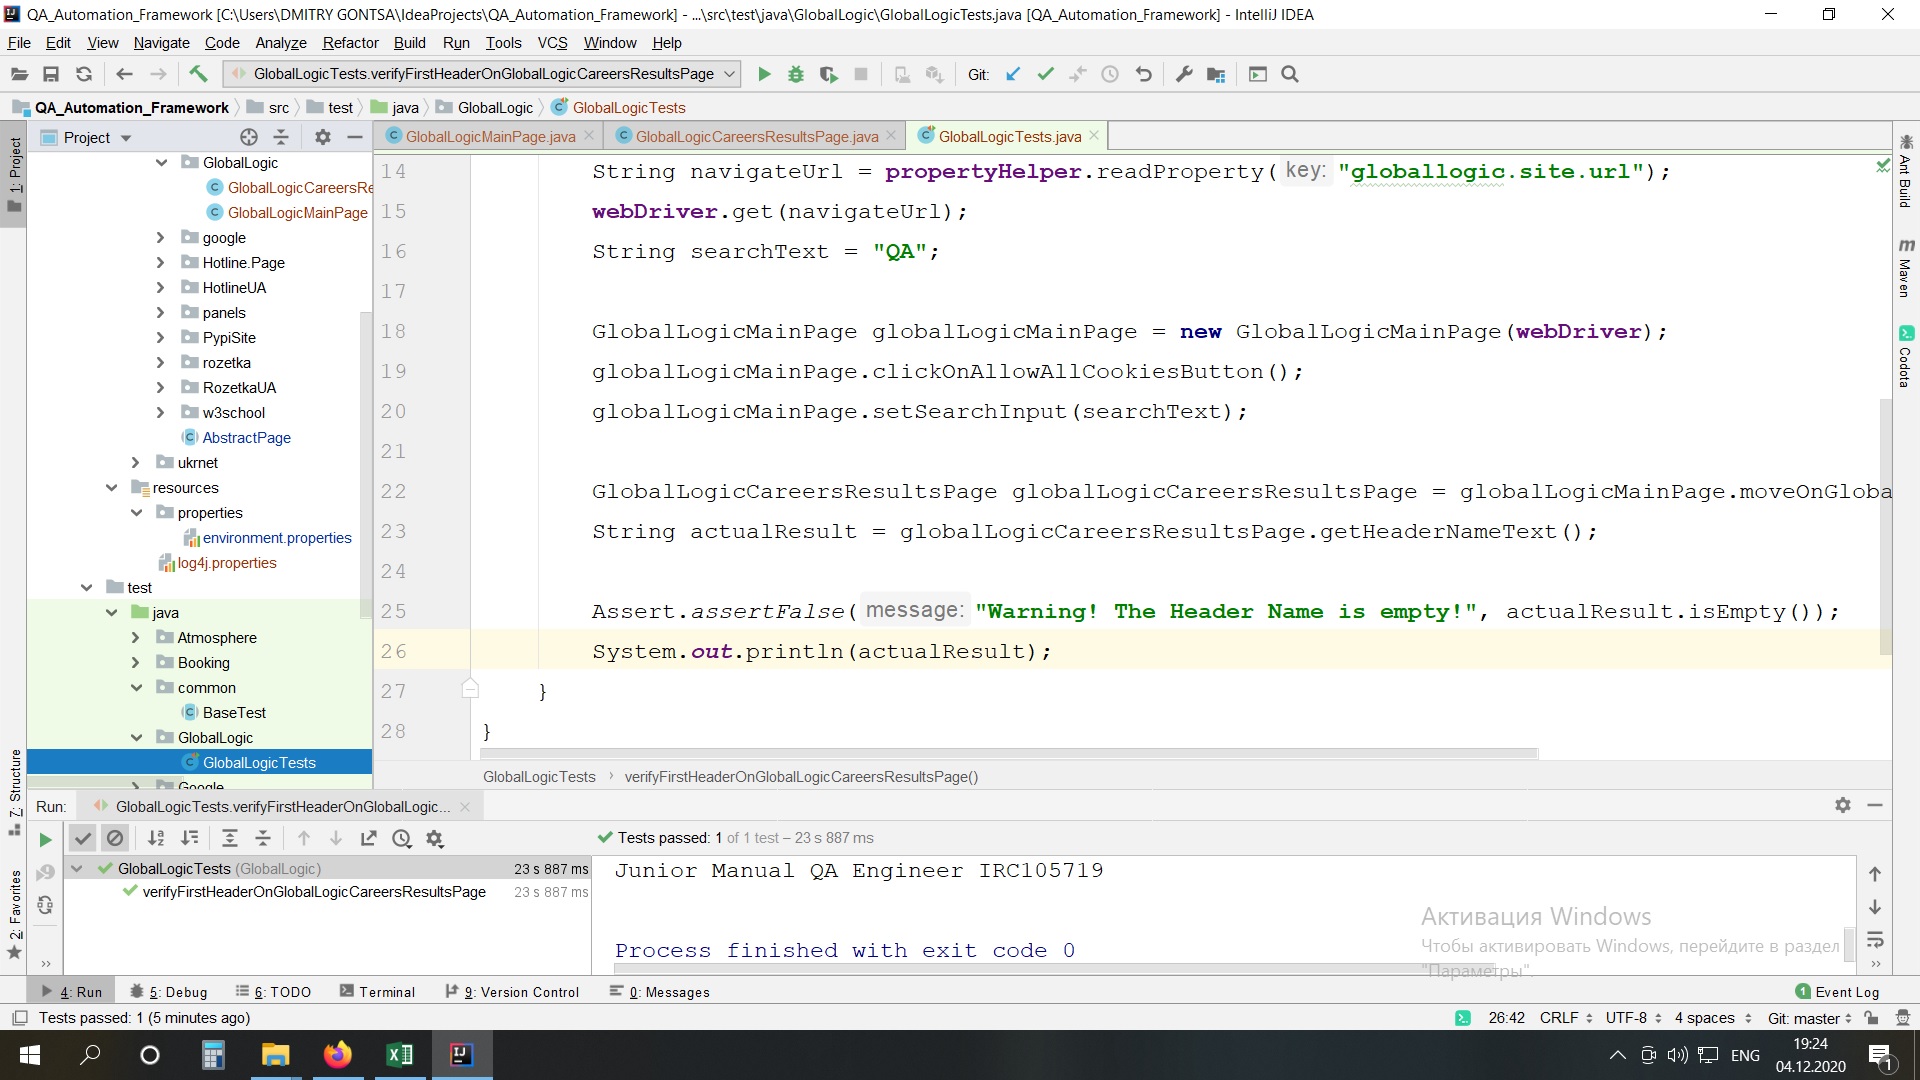 QA_Automation_Framework [C:\Users\DMITRY GONTSA\IdeaProjects\QA_Automation_Framework] - ...\src\test\java\GlobalLogic\GlobalLogicTests.java [QA_Automation_Framework] - IntelliJ IDEA
File Edit View Navigate Code Analyze Refactor Build Run Tools VCS Window Help
GlobalLogicTests.verifyFirstHeaderOnGlobalLogicCareersResultsPage Git:
QA_Automation_Framework src test java GlobalLogic GlobalLogicTests
1: Project
Project
GlobalLogicMainPage.java GlobalLogicCareersResultsPage.java GlobalLogicTests.java
GlobalLogic
GlobalLogicCareersRe
GlobalLogicMainPage
google
Hotline.Page
HotlineUA
panels
PypiSite
rozetka
RozetkaUA
w3school
AbstractPage
ukrnet
resources
properties
environment.properties
log4j.properties
test
java
Atmosphere
Booking
common
BaseTest
GlobalLogic
GlobalLogicTests
Google
14 String navigateUrl = propertyHelper.readProperty( key: "globallogic.site.url");
15 webDriver.get(navigateUrl);
16 String searchText = "QA";
17
18 GlobalLogicMainPage globalLogicMainPage = new GlobalLogicMainPage(webDriver);
19 globalLogicMainPage.clickOnAllowAllCookiesButton();
20 globalLogicMainPage.setSearchInput(searchText);
21
22 GlobalLogicCareersResultsPage globalLogicCareersResultsPage = globalLogicMainPage.moveOnGloba
23 String actualResult = globalLogicCareersResultsPage.getHeaderNameText();
24
25 Assert.assertFalse( message: "Warning! The Header Name is empty!", actualResult.isEmpty());
26 System.out.println(actualResult);
27 }
28 }
GlobalLogicTests › verifyFirstHeaderOnGlobalLogicCareersResultsPage()
Ant Build
Maven
Codota
7: Structure
2: Favorites
Run: GlobalLogicTests.verifyFirstHeaderOnGlobalLogic...
Tests passed: 1 of 1 test – 23 s 887 ms
GlobalLogicTests (GlobalLogic) 23 s 887 ms
verifyFirstHeaderOnGlobalLogicCareersResultsPage 23 s 887 ms
Junior Manual QA Engineer IRC105719
Process finished with exit code 0
Активация Windows
Чтобы активировать Windows, перейдите в раздел
"Параметры".
4: Run 5: Debug 6: TODO Terminal 9: Version Control 0: Messages 1 Event Log
Tests passed: 1 (5 minutes ago) 26:42 CRLF UTF-8 4 spaces Git: master
ENG
19:24
04.12.2020
1